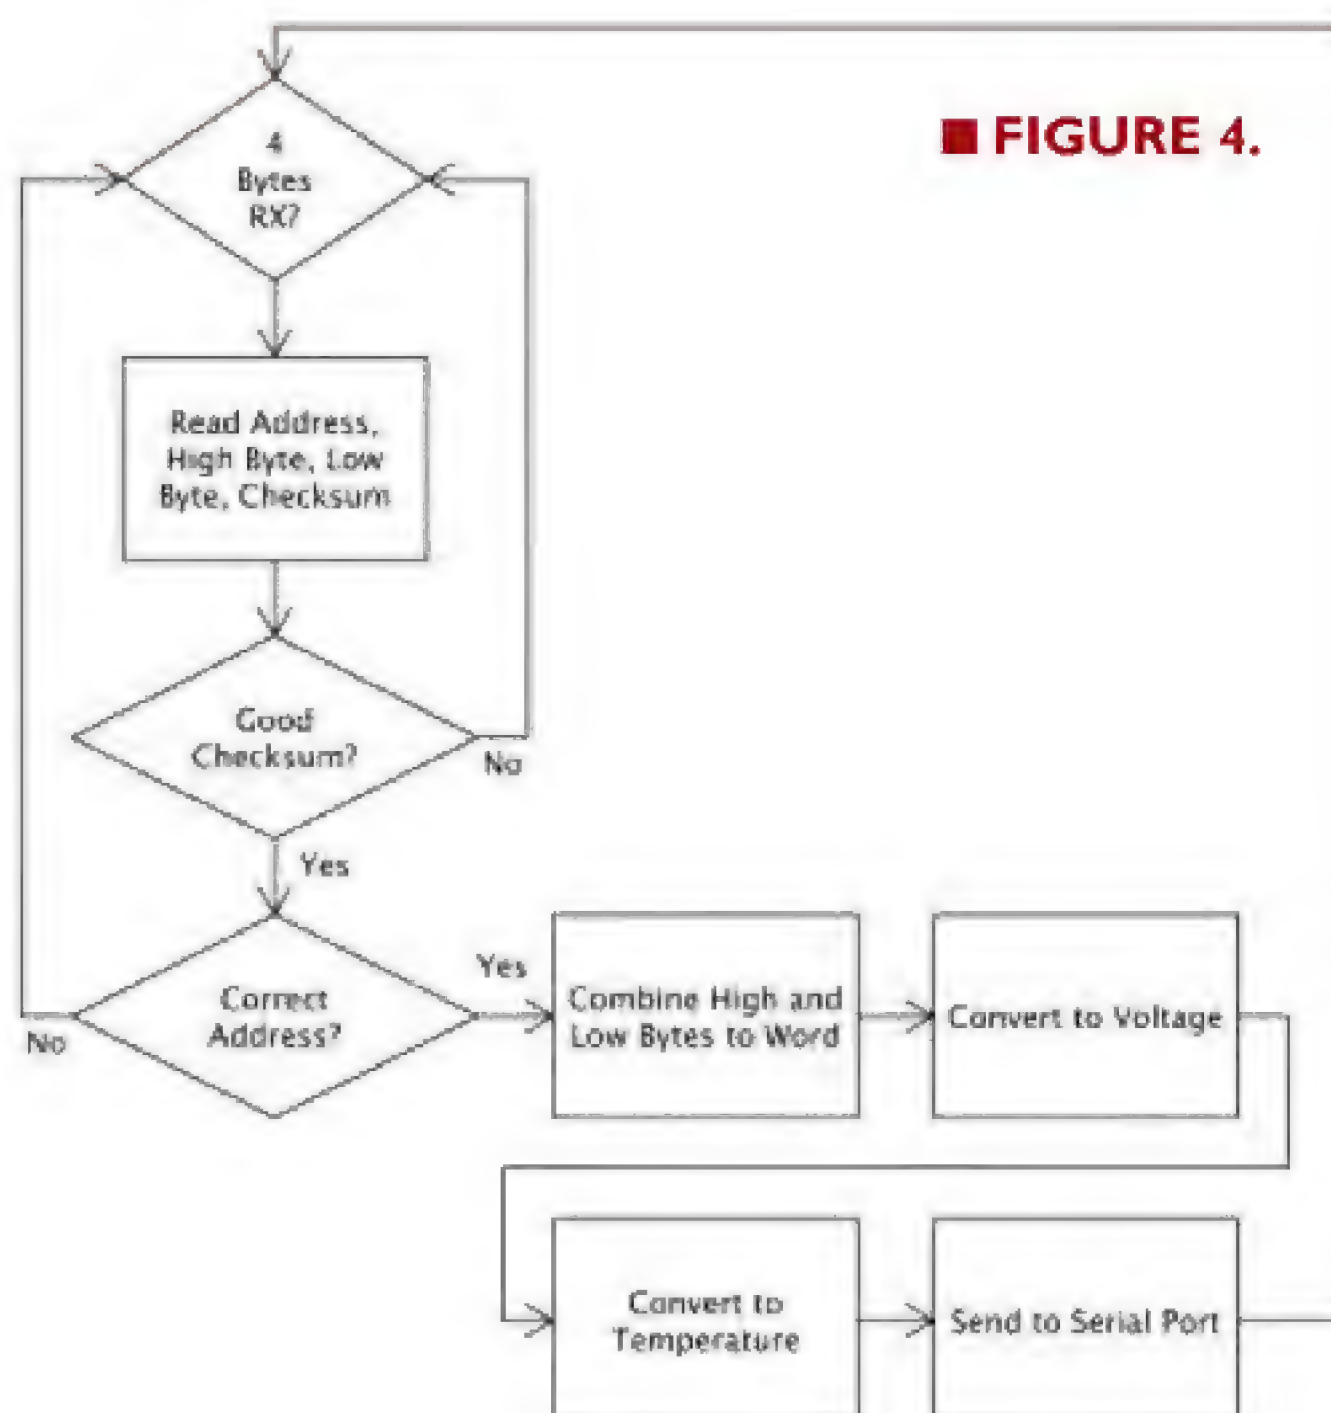 ■ FIGURE 4.
4
Bytes
RX?
Read Address,
High Byte, Low
Byte, Checksum
Good
Checksum?
No
Yes
Correct
Address?
No
Yes
Combine High and
Low Bytes to Word
Convert to Voltage
Convert to
Temperature
Send to Serial Port